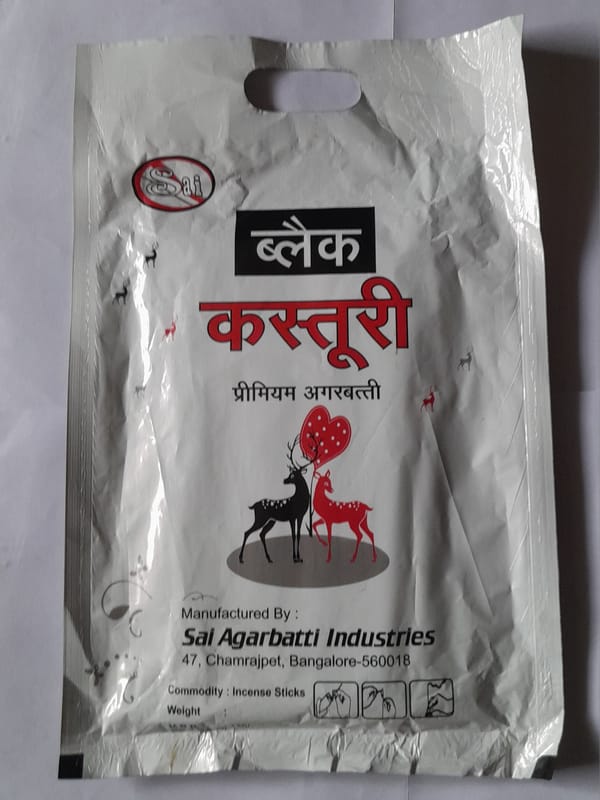 Sai
ब्लैक
कस्तूरी
प्रीमियम अगरबत्ती
Manufactured By :
Sai Agarbatti Industries
47, Chamrajpet, Bangalore-560018
Commodity : Incense Sticks
Weight :